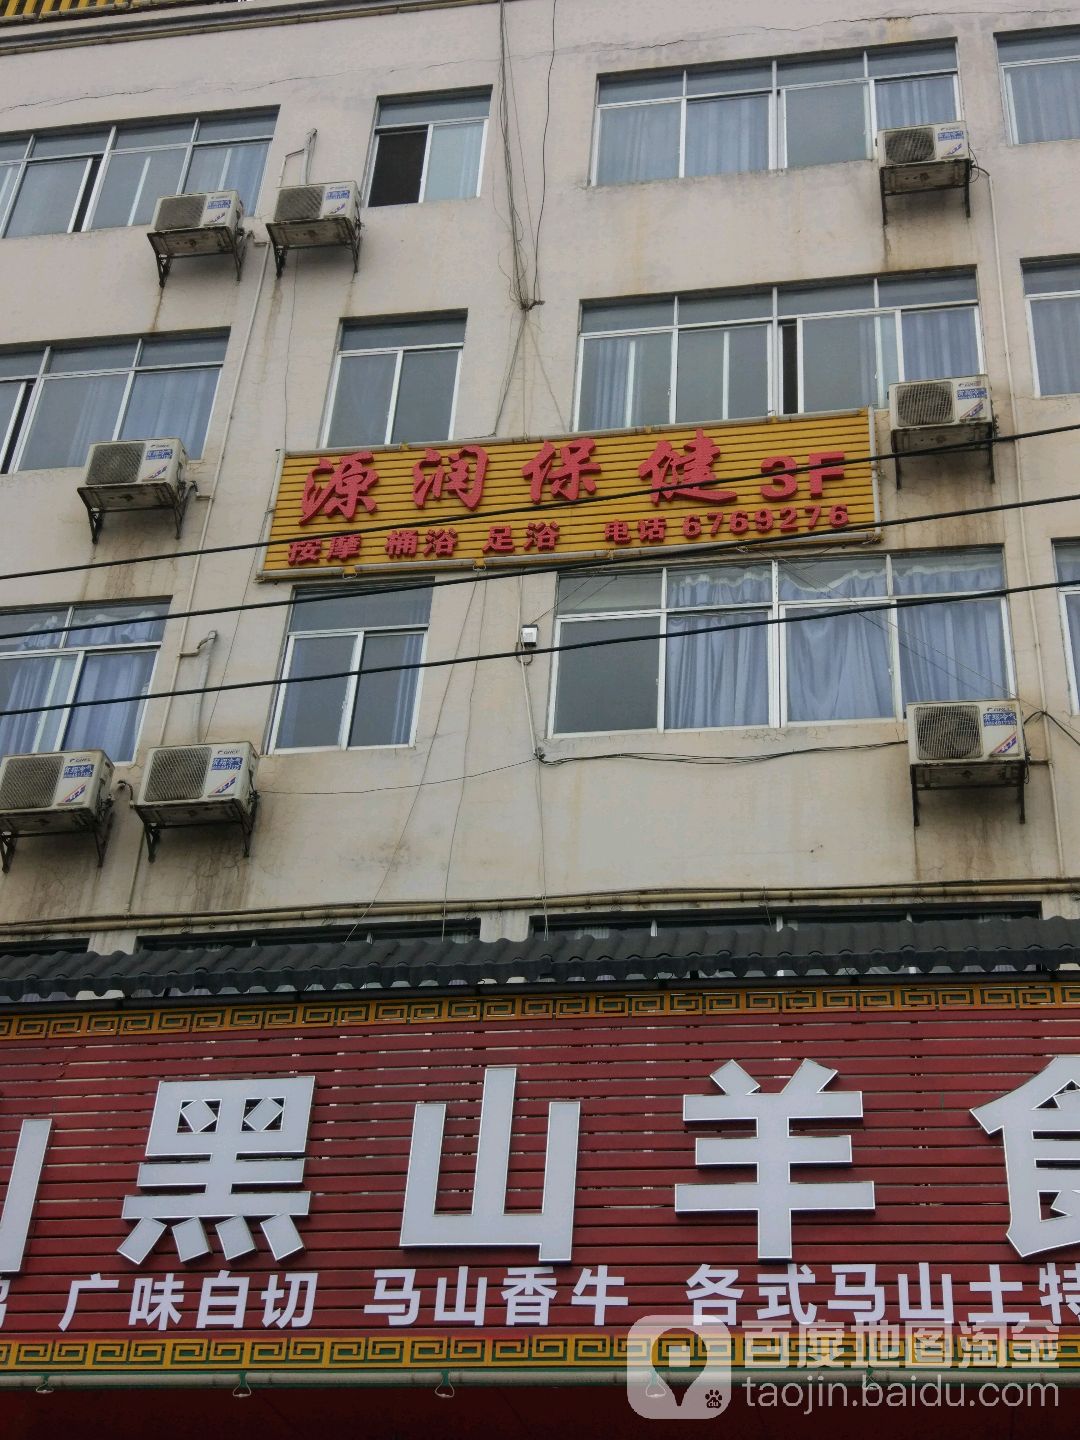 源润保健 3F
按摩 桶浴 足浴 电话 6769276
黑山羊
广味白切 马山香牛 各式马山土特
百度地图淘金
taojin.baidu.com